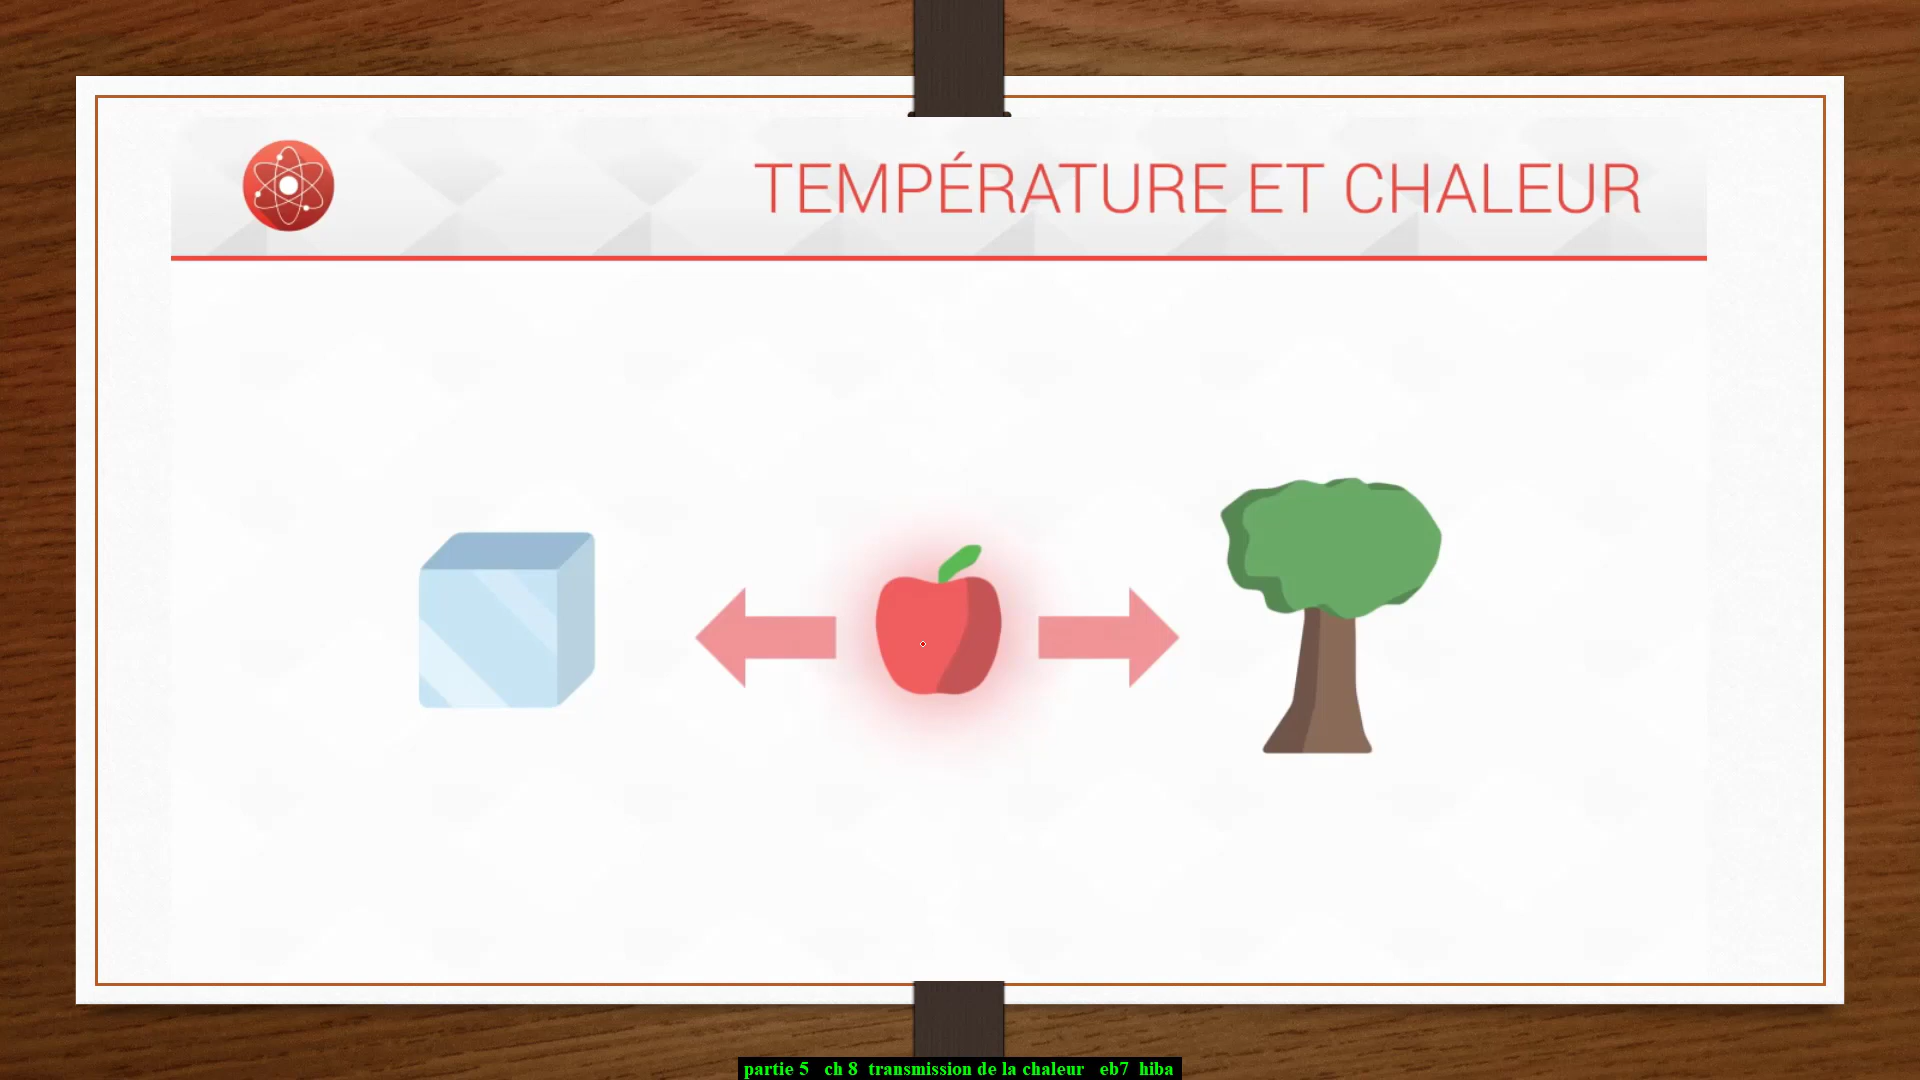 TEMPÉRATURE ET CHALEUR
partie 5 ch 8 transmission de la chaleur eb7 hiba